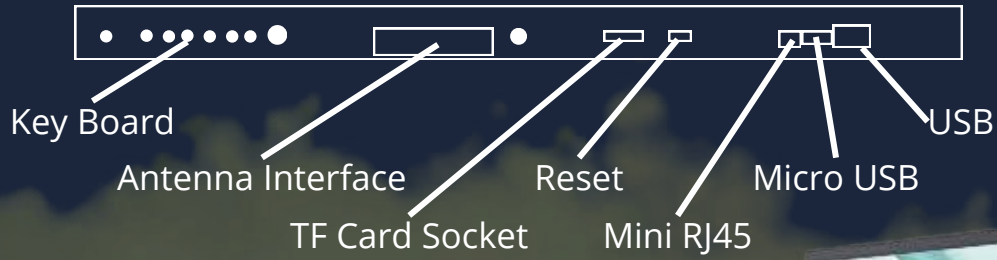 Key Board
USB
Antenna Interface
Reset
Micro USB
TF Card Socket
Mini RJ45